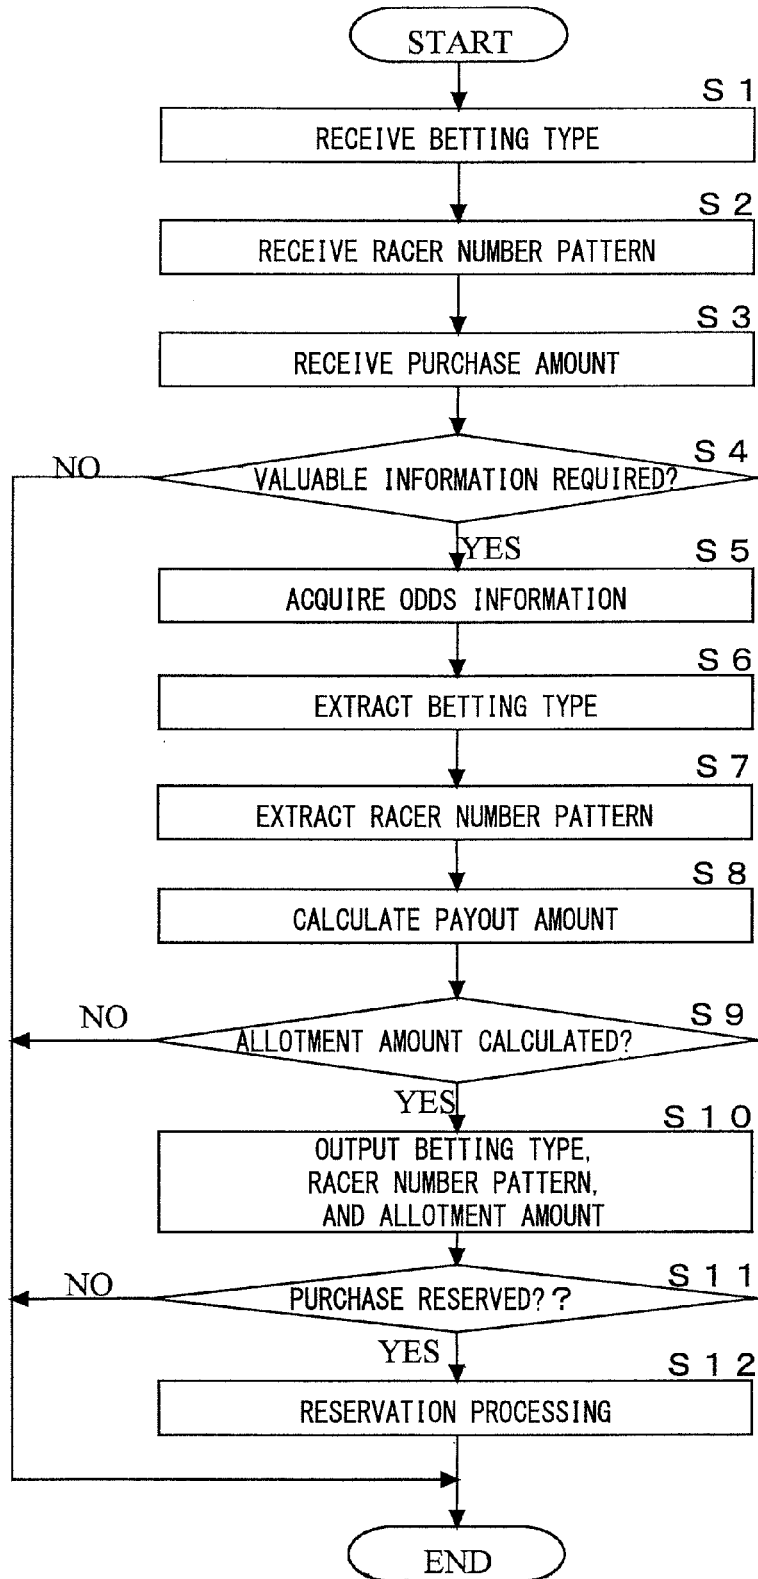 START
S 1
RECEIVE BETTING TYPE
S 2
RECEIVE RACER NUMBER PATTERN
S 3
RECEIVE PURCHASE AMOUNT
S 4
NO
VALUABLE INFORMATION REQUIRED?
YES
S 5
ACQUIRE ODDS INFORMATION
S 6
EXTRACT BETTING TYPE
S 7
EXTRACT RACER NUMBER PATTERN
S 8
CALCULATE PAYOUT AMOUNT
S 9
NO
ALLOTMENT AMOUNT CALCULATED?
YES
S 1 0
OUTPUT BETTING TYPE,
RACER NUMBER PATTERN,
AND ALLOTMENT AMOUNT
S 1 1
NO
PURCHASE RESERVED??
YES
S 1 2
RESERVATION PROCESSING
END